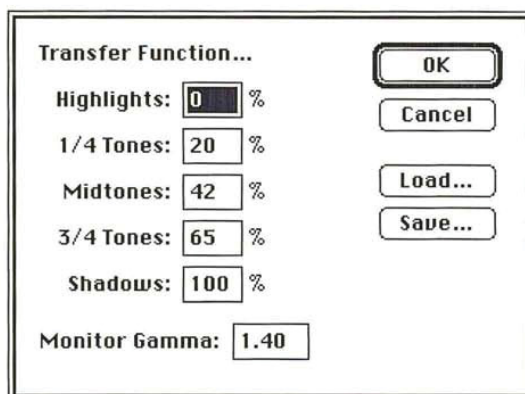 Transfer Function...
Highlights: 0 %
1/4 Tones: 20 %
Midtones: 42 %
3/4 Tones: 65 %
Shadows: 100 %
Monitor Gamma: 1.40
OK
Cancel
Load...
Save...